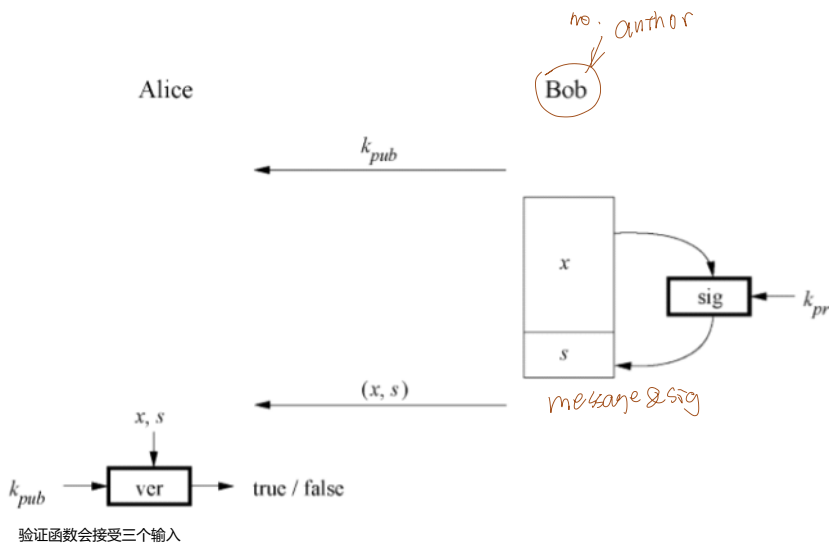 no. author
Alice
Bob
k_pub
x
sig
k_pr
s
(x, s)
message & sig
x, s
k_pub
ver
true / false
验证函数会接受三个输入